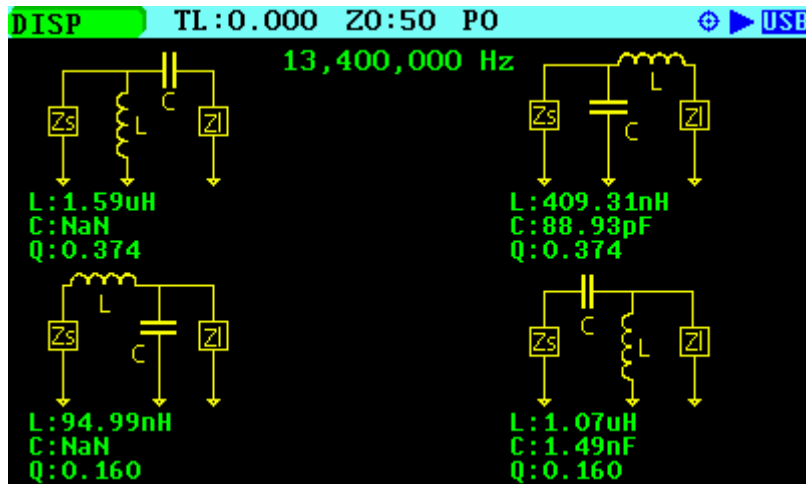 DISP TL:0.000 Z0:50 P0 USB
13,400,000 Hz
C
Zs L Zl
L:1.59uH
C:NaN
Q:0.374
L
Zs C Zl
L:409.31nH
C:88.93pF
Q:0.374
L
Zs C Zl
L:94.99nH
C:NaN
Q:0.160
C
Zs L Zl
L:1.07uH
C:1.49nF
Q:0.160